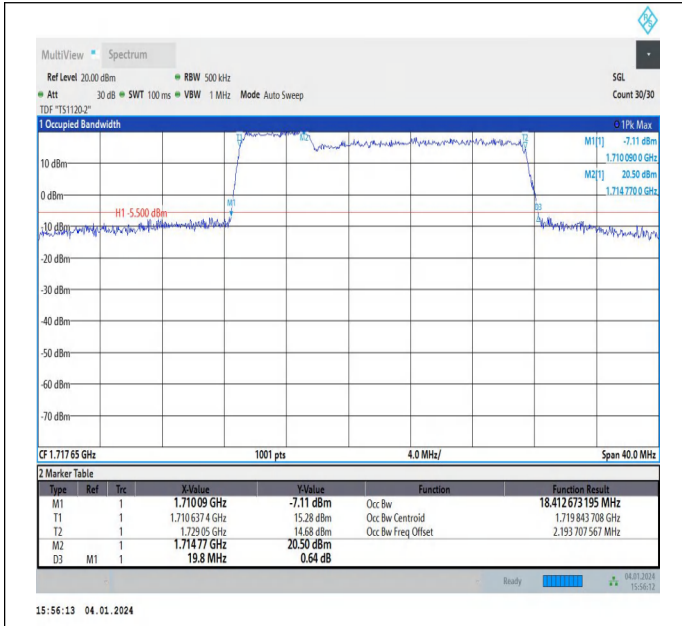 MultiView Spectrum
Ref Level 20.00 dBm RBW 500 kHz SGL
Att 30 dB SWT 100 ms VBW 1 MHz Mode Auto Sweep Count 30/30
TDF "TS1120-2"
1 Occupied Bandwidth 1Pk Max
M1[1] -7.11 dBm
1.710 090 0 GHz
M2[1] 20.50 dBm
1.714 770 0 GHz
T1 M2 T2
10 dBm
0 dBm
M1 D3
H1 -5.500 dBm
-10 dBm
-20 dBm
-30 dBm
-40 dBm
-50 dBm
-60 dBm
-70 dBm
CF 1.717 65 GHz 1001 pts 4.0 MHz/ Span 40.0 MHz
2 Marker Table
Type Ref Trc X-Value Y-Value Function Function Result
M1 1 1.710 09 GHz -7.11 dBm Occ Bw 18.412 673 195 MHz
T1 1 1.710 637 4 GHz 15.28 dBm Occ Bw Centroid 1.719 843 708 GHz
T2 1 1.729 05 GHz 14.68 dBm Occ Bw Freq Offset 2.193 707 567 MHz
M2 1 1.714 77 GHz 20.50 dBm
D3 M1 1 19.8 MHz 0.64 dB
Ready 04.01.2024
15:56:12
15:56:13 04.01.2024